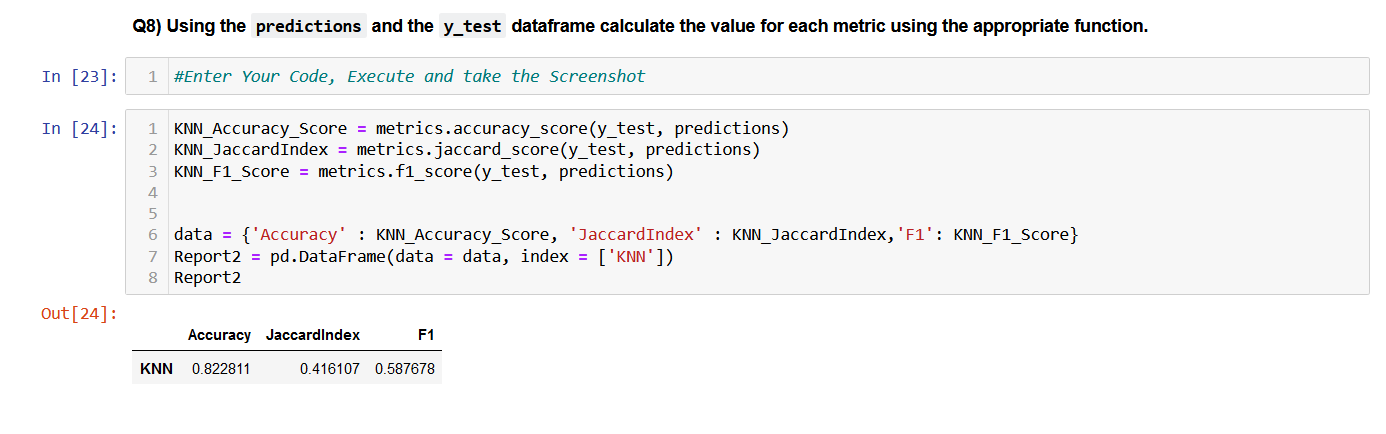 Q8) Using the predictions and the y_test dataframe calculate the value for each metric using the appropriate function.
In [23]: 1 #Enter Your Code, Execute and take the Screenshot
In [24]: 1 KNN_Accuracy_Score = metrics.accuracy_score(y_test, predictions)
2 KNN_JaccardIndex = metrics.jaccard_score(y_test, predictions)
3 KNN_F1_Score = metrics.f1_score(y_test, predictions)
4
5
6 data = {'Accuracy' : KNN_Accuracy_Score, 'JaccardIndex' : KNN_JaccardIndex,'F1': KNN_F1_Score}
7 Report2 = pd.DataFrame(data = data, index = ['KNN'])
8 Report2
Out[24]:
Accuracy JaccardIndex F1
KNN 0.822811 0.416107 0.587678